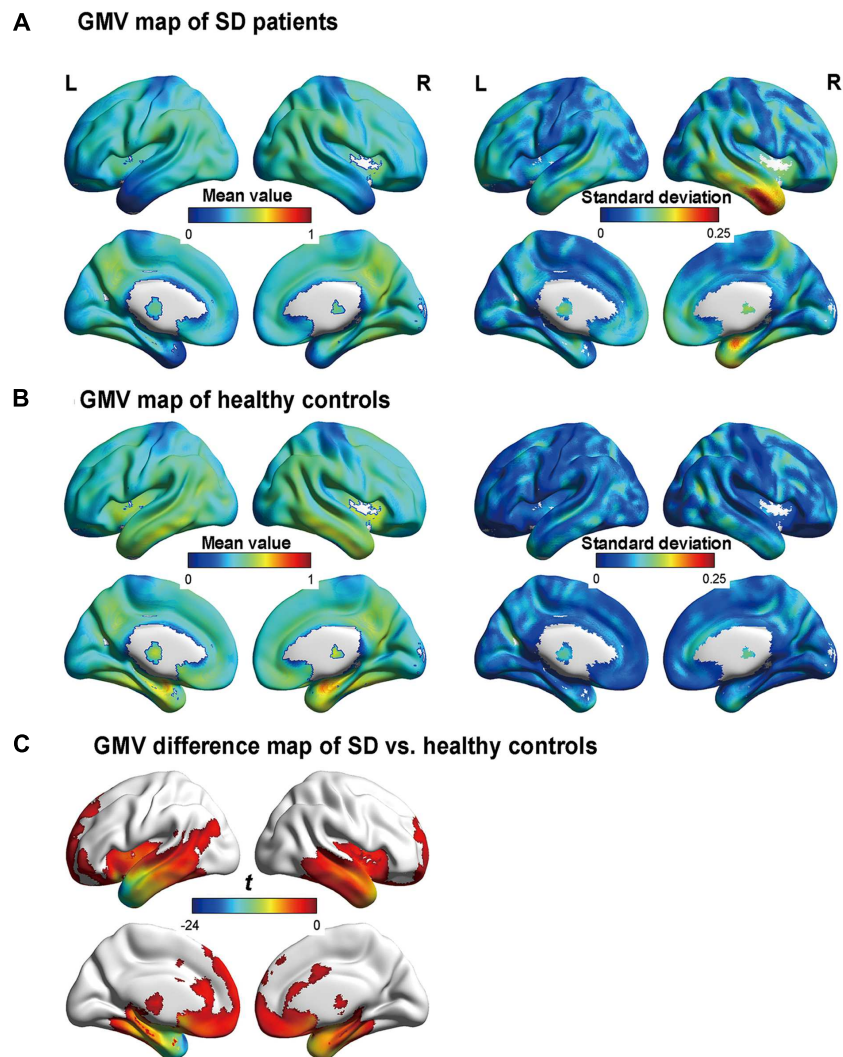 A GMV map of SD patients
L R L R
Mean value Standard deviation
0 1 0 0.25
B GMV map of healthy controls
Mean value Standard deviation
0 1 0 0.25
C GMV difference map of SD vs. healthy controls
t
-24 0